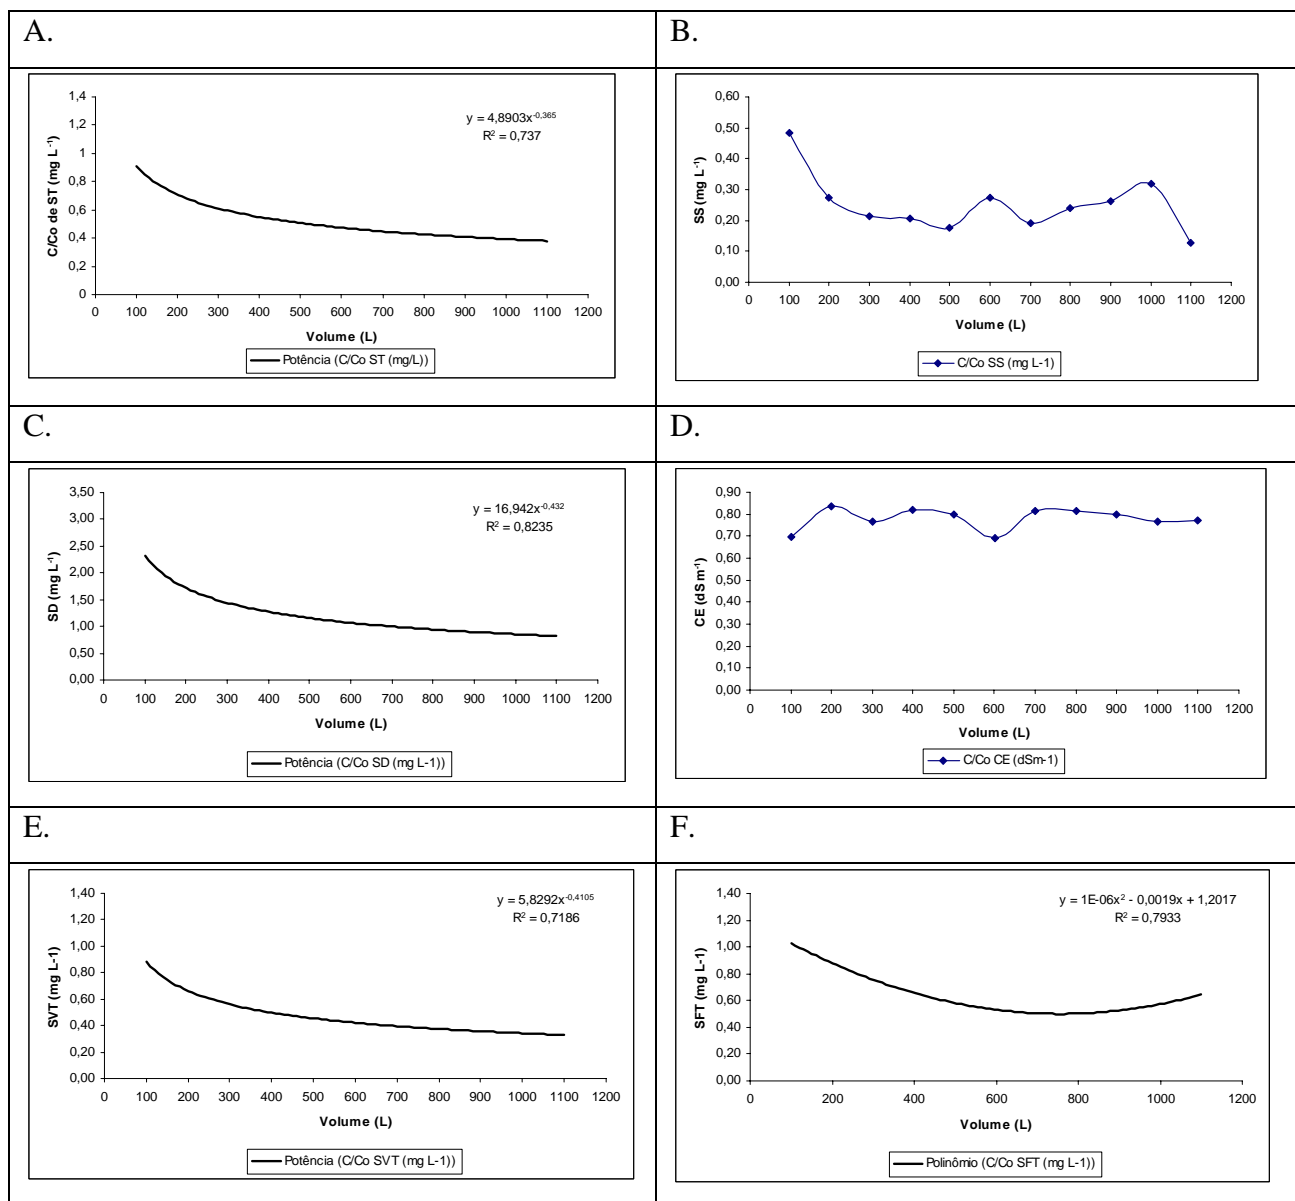 A.
B.
1,4
1,2
1
0,8
0,6
0,4
0,2
0
C/Co de ST (mg L⁻¹)
y = 4,8903x⁻⁰,³⁶⁵
R² = 0,737
0 100 200 300 400 500 600 700 800 900 1000 1100 1200
Volume (L)
Potência (C/Co ST (mg/L))
0,60
0,50
0,40
0,30
0,20
0,10
0,00
SS (mg L⁻¹)
0 100 200 300 400 500 600 700 800 900 1000 1100 1200
Volume (L)
C/Co SS (mg L-1)
C.
D.
3,50
3,00
2,50
2,00
1,50
1,00
0,50
0,00
SD (mg L⁻¹)
y = 16,942x⁻⁰,⁴³²
R² = 0,8235
0 100 200 300 400 500 600 700 800 900 1000 1100 1200
Volume (L)
Potência (C/Co SD (mg L-1))
0,90
0,80
0,70
0,60
0,50
0,40
0,30
0,20
0,10
0,00
CE (dS m⁻¹)
0 100 200 300 400 500 600 700 800 900 1000 1100 1200
Volume (L)
C/Co CE (dSm-1)
E.
F.
1,40
1,20
1,00
0,80
0,60
0,40
0,20
0,00
SVT (mg L-1)
y = 5,8292x⁻⁰,⁴¹⁰⁵
R² = 0,7186
0 100 200 300 400 500 600 700 800 900 1000 1100 1200
Volume (L)
Potência (C/Co SVT (mg L-1))
1,40
1,20
1,00
0,80
0,60
0,40
0,20
0,00
SFT (mg L-1)
y = 1E-06x² - 0,0019x + 1,2017
R² = 0,7933
0 200 400 600 800 1000 1200
Volume (L)
Polinômio (C/Co SFT (mg L-1))